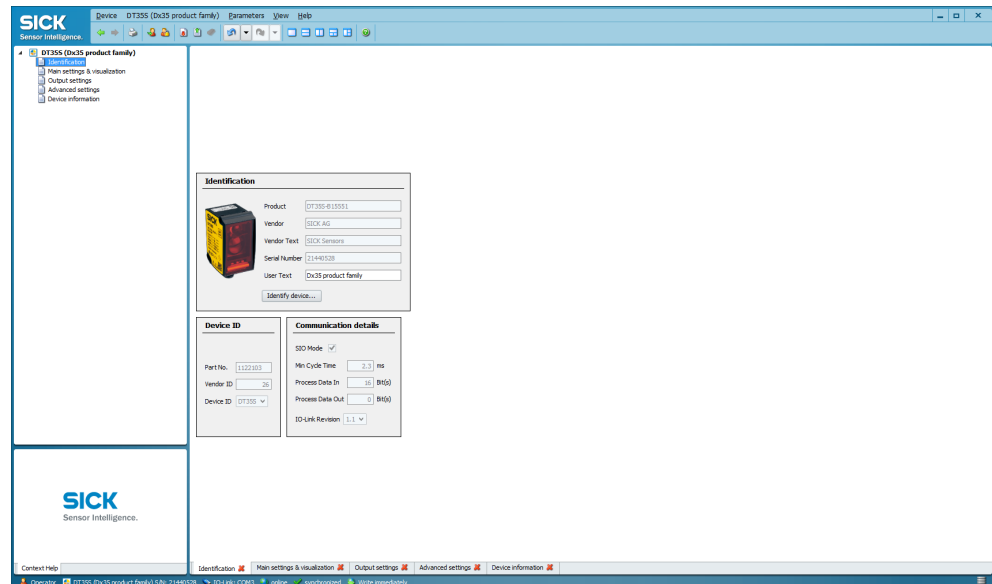 SICK
Sensor Intelligence.
Device DT35S (Dx35 product family) Parameters View Help
DT35S (Dx35 product family)
Identification
Main settings & visualization
Output settings
Advanced settings
Device information
Identification
SICK
Product DT35S-B15551
Vendor SICK AG
Vendor Text SICK Sensors
Serial Number 21440528
User Text Dx35 product family
Identify device...
Device ID
Part No. 1122103
Vendor ID 26
Device ID DT35S
Communication details
SIO Mode
Min Cycle Time 2.3 ms
Process Data In 16 Bit(s)
Process Data Out 0 Bit(s)
IO-Link Revision 1.1
SICK
Sensor Intelligence.
Context Help
Identification Main settings & visualization Output settings Advanced settings Device information
Operator DT35S (Dx35 product family) S/N: 21440528 IO-Link: COM3 online synchronized Write immediately